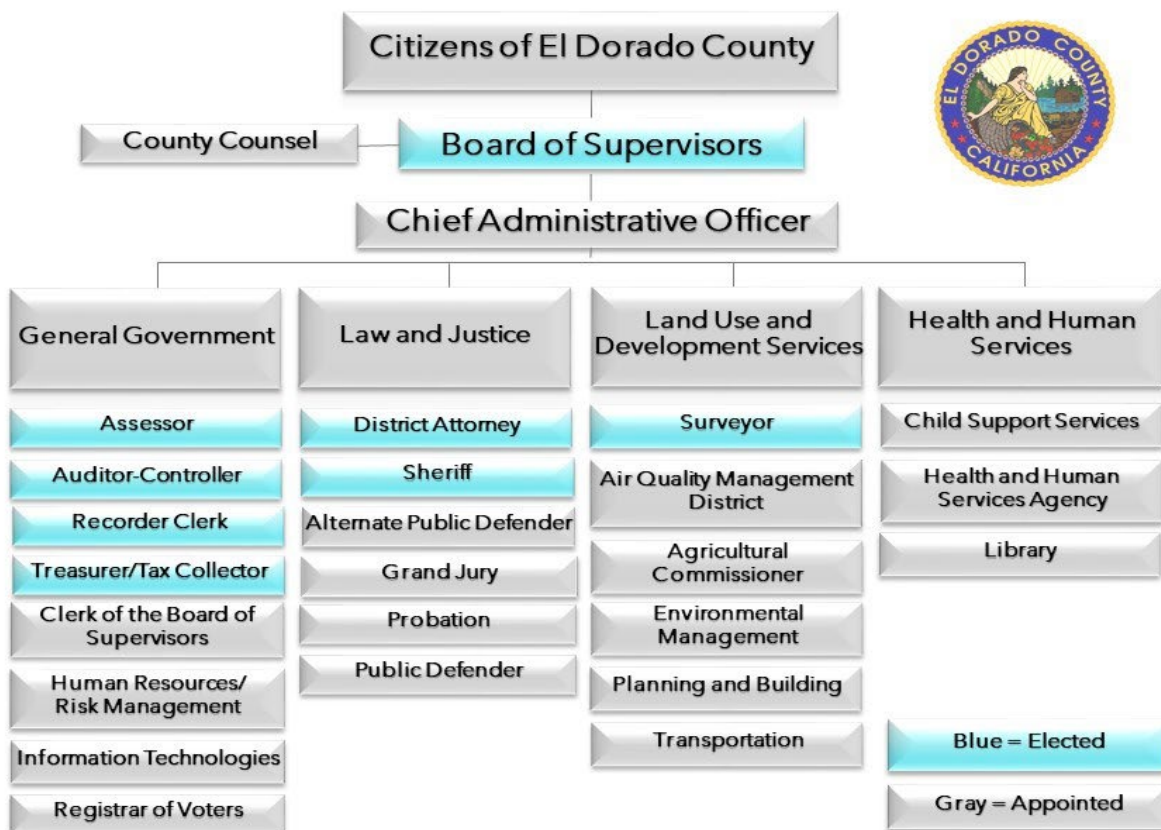 Citizens of El Dorado County
EL DORADO COUNTY
CALIFORNIA
County Counsel
Board of Supervisors
Chief Administrative Officer
General Government
Assessor
Auditor-Controller
Recorder Clerk
Treasurer/Tax Collector
Clerk of the Board of
Supervisors
Human Resources/
Risk Management
Information Technologies
Registrar of Voters
Law and Justice
District Attorney
Sheriff
Alternate Public Defender
Grand Jury
Probation
Public Defender
Land Use and
Development Services
Surveyor
Air Quality Management
District
Agricultural
Commissioner
Environmental
Management
Planning and Building
Transportation
Health and Human
Services
Child Support Services
Health and Human
Services Agency
Library
Blue = Elected
Gray = Appointed